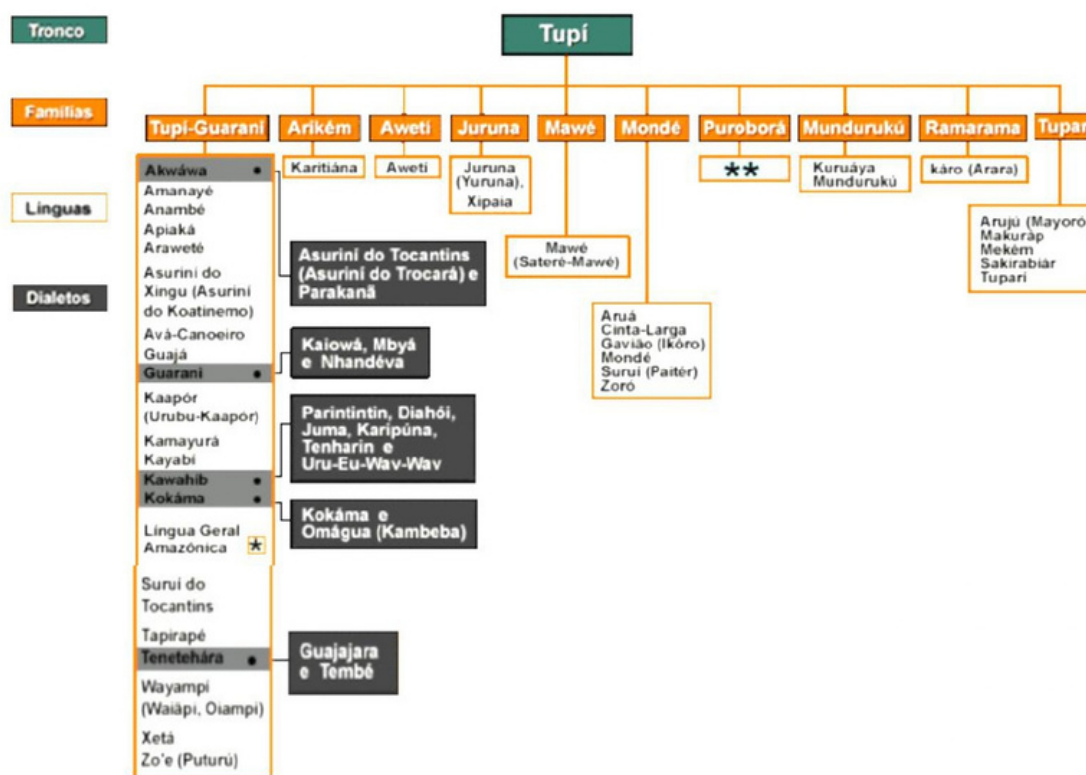 Tronco
Tupí
Famílias
Tupí-Guaraní
Arikém
Awetí
Juruna
Mawé
Mondé
Puroborá
Mundurukú
Ramarama
Tupari
Línguas
Dialetos
Akwáwa
Amanayé
Anambé
Apiaká
Araweté
Asuriní do
Xingu (Asuriní
do Koatinemo)
Avá-Canoeiro
Guajá
Guarani
Kaapór
(Urubu-Kaapór)
Kamayurá
Kayabí
Kawahíb
Kokáma
Língua Geral
Amazônica *
Suruí do
Tocantins
Tapirapé
Tenetehára
Wayampí
(Waiãpi, Oiampi)
Xetá
Zo'e (Puturú)
Asuriní do Tocantins
(Asuriní do Trocará) e
Parakanã
Kaiowá, Mbyá
e Nhandéva
Parintintin, Diahói,
Juma, Karipúna,
Tenharin e
Uru-Eu-Wav-Wav
Kokáma e
Omágua (Kambeba)
Guajajara
e Tembé
Karitiána
Awetí
Juruna
(Yuruna),
Xipaia
Mawé
(Sateré-Mawé)
Aruá
Cinta-Larga
Gavião (Ikóro)
Mondé
Suruí (Paitér)
Zoró
**
Kuruáya
Mundurukú
káro (Arara)
Arujú (Mayoró
Makuráp
Mekém
Sakirabiár
Tuparí